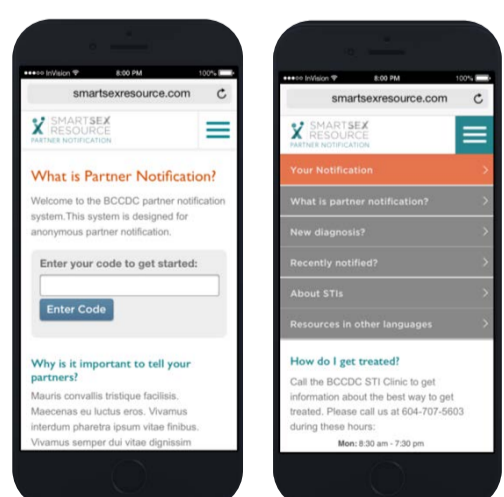 InVision
8:00 PM
100%
smartsexresource.com
SMARTSEX
RESOURCE
PARTNER NOTIFICATION
What is Partner Notification?
Welcome to the BCCDC partner notification
system.This system is designed for
anonymous partner notification.
Enter your code to get started:
Enter Code
Why is it important to tell your
partners?
Mauris convallis tristique facilisis.
Maecenas eu luctus eros. Vivamus
interdum pharetra ipsum vitae finibus.
Vivamus semper dui vitae dignissim
InVision
8:00 PM
100%
smartsexresource.com
SMARTSEX
RESOURCE
PARTNER NOTIFICATION
Your Notification
What is partner notification?
New diagnosis?
Recently notified?
About STIs
Resources in other languages
How do I get treated?
Call the BCCDC STI Clinic to get
information about the best way to get
treated. Please call us at 604-707-5603
during these hours:
Mon: 8:30 am - 7:30 pm